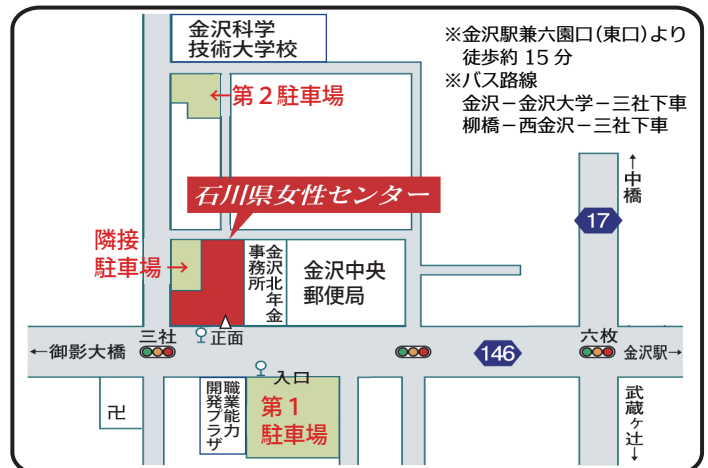 金沢科学
技術大学校
※金沢駅兼六園口(東口)より
徒歩約 15 分
※バス路線
金沢－金沢大学－三社下車
柳橋－西金沢－三社下車
←第2駐車場
↑
中橋
石川県女性センター
17
隣接
駐車場→
金沢北年金
事務所
金沢中央
郵便局
三社
正面
六枚
←御影大橋
146
金沢駅→
入口
卍
職業能力
開発プラザ
第1
駐車場
武蔵ヶ辻
↓